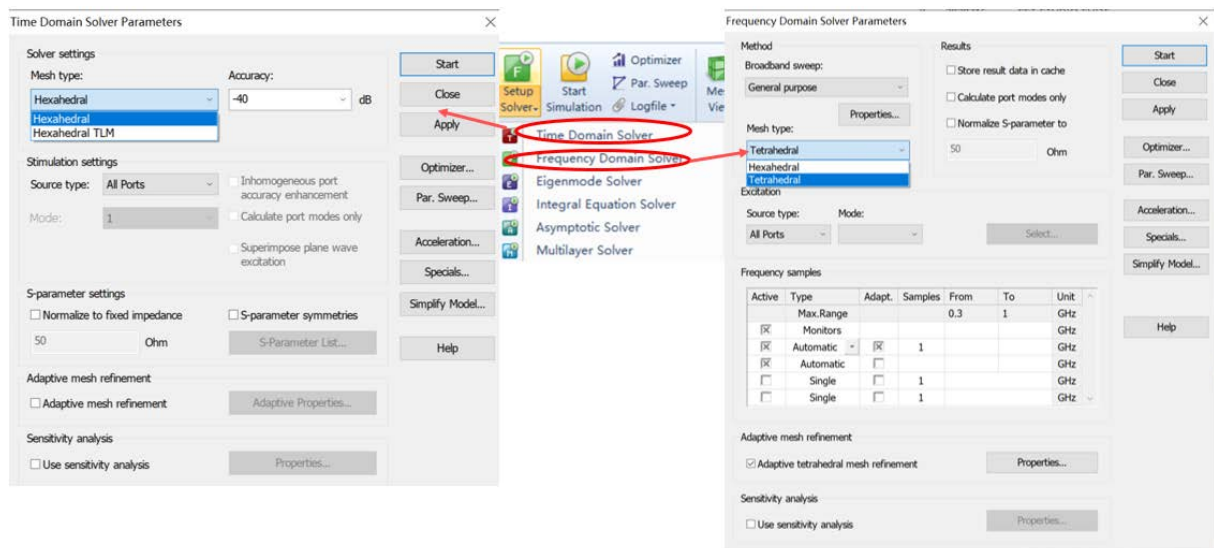 Time Domain Solver Parameters
Solver settings
Mesh type:
Accuracy:
Hexahedral
-40
dB
Hexahedral
Hexahedral TLM
Stimulation settings
Source type:
All Ports
Inhomogeneous port
accuracy enhancement
Mode:
1
Calculate port modes only
Superimpose plane wave
excitation
S-parameter settings
Normalize to fixed impedance
S-parameter symmetries
50
Ohm
S-Parameter List...
Adaptive mesh refinement
Adaptive mesh refinement
Adaptive Properties...
Sensitivity analysis
Use sensitivity analysis
Properties...
Start
Close
Apply
Optimizer...
Par. Sweep...
Acceleration...
Specials...
Simplify Model...
Help
Setup
Solver
Start
Simulation
Optimizer
Par. Sweep
Logfile
Me
Vie
Time Domain Solver
Frequency Domain Solver
Eigenmode Solver
Integral Equation Solver
Asymptotic Solver
Multilayer Solver
Frequency Domain Solver Parameters
Method
Broadband sweep:
General purpose
Properties...
Mesh type:
Tetrahedral
Hexahedral
Tetrahedral
Results
Store result data in cache
Calculate port modes only
Normalize S-parameter to
50
Ohm
Excitation
Source type:
Mode:
All Ports
Select...
Frequency samples
Active Type Adapt. Samples From To Unit
Max.Range 0.3 1 GHz
Monitors GHz
Automatic 1 GHz
Automatic GHz
Single 1 GHz
Single 1 GHz
Adaptive mesh refinement
Adaptive tetrahedral mesh refinement
Properties...
Sensitivity analysis
Use sensitivity analysis
Properties...
Start
Close
Apply
Optimizer...
Par. Sweep...
Acceleration...
Specials...
Simplify Model...
Help